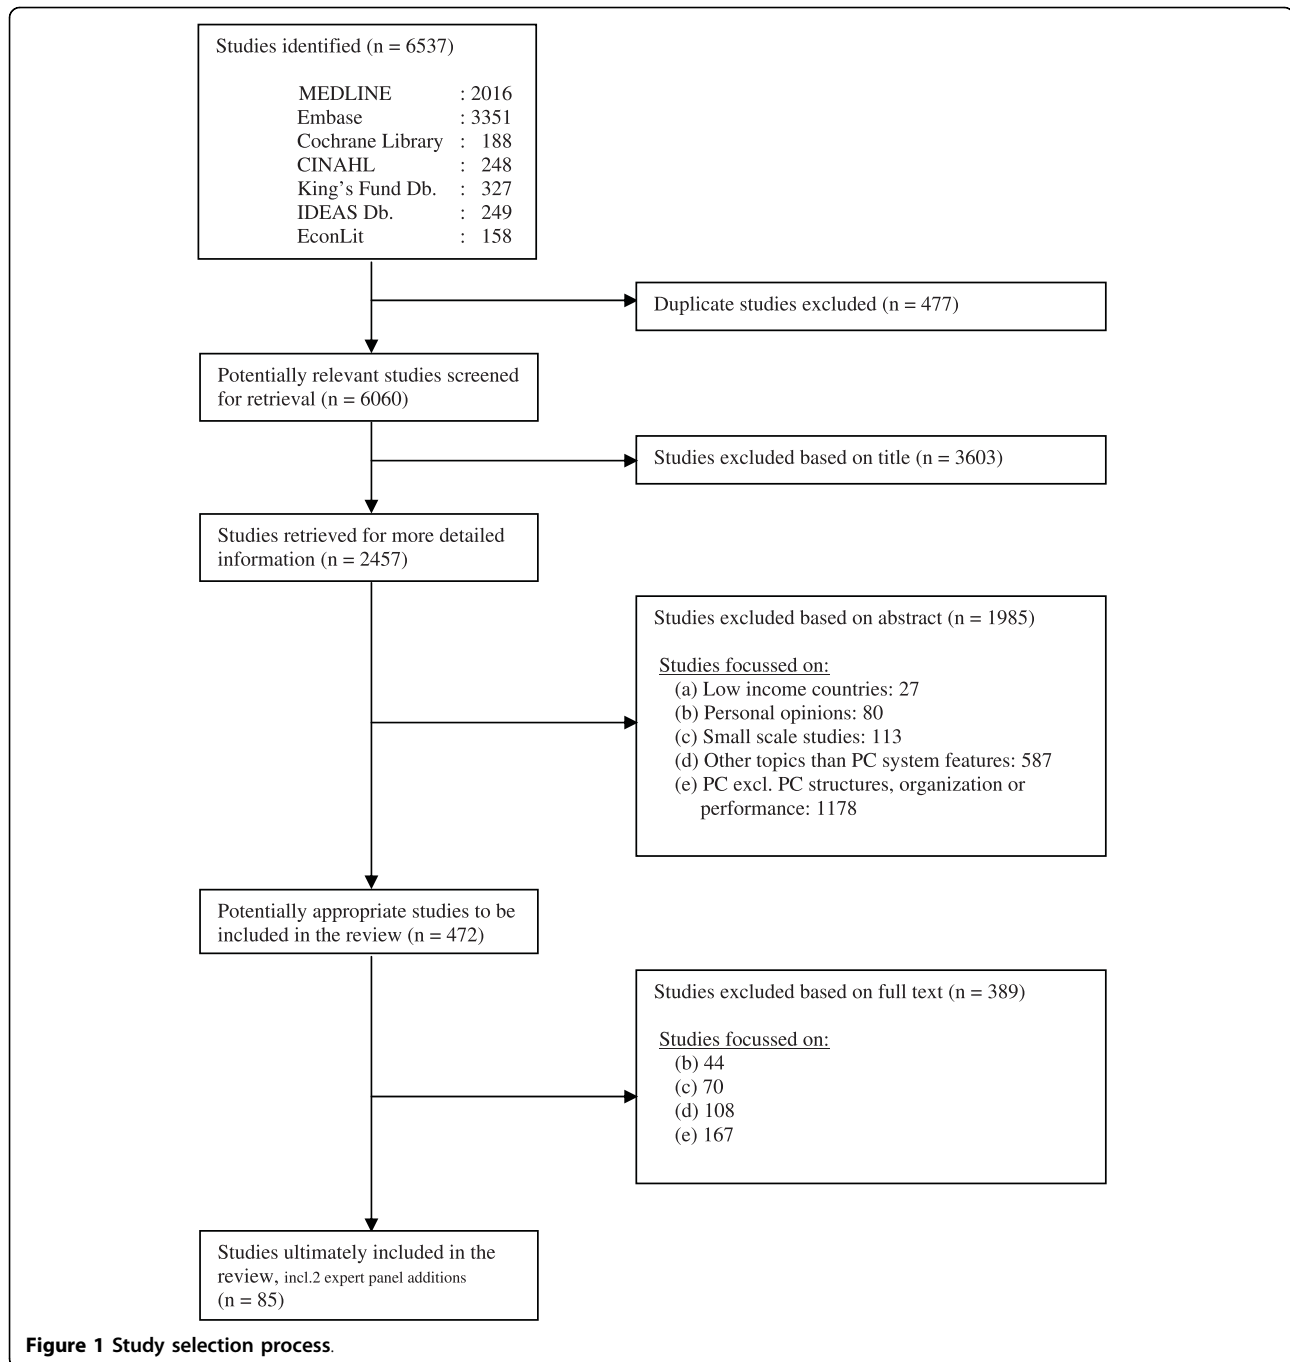 Studies identified (n = 6537)
MEDLINE : 2016
Embase : 3351
Cochrane Library : 188
CINAHL : 248
King's Fund Db. : 327
IDEAS Db. : 249
EconLit : 158
Duplicate studies excluded (n = 477)
Potentially relevant studies screened
for retrieval (n = 6060)
Studies excluded based on title (n = 3603)
Studies retrieved for more detailed
information (n = 2457)
Studies excluded based on abstract (n = 1985)
Studies focussed on:
(a) Low income countries: 27
(b) Personal opinions: 80
(c) Small scale studies: 113
(d) Other topics than PC system features: 587
(e) PC excl. PC structures, organization or
performance: 1178
Potentially appropriate studies to be
included in the review (n = 472)
Studies excluded based on full text (n = 389)
Studies focussed on:
(b) 44
(c) 70
(d) 108
(e) 167
Studies ultimately included in the
review, incl.2 expert panel additions
(n = 85)
Figure 1 Study selection process.